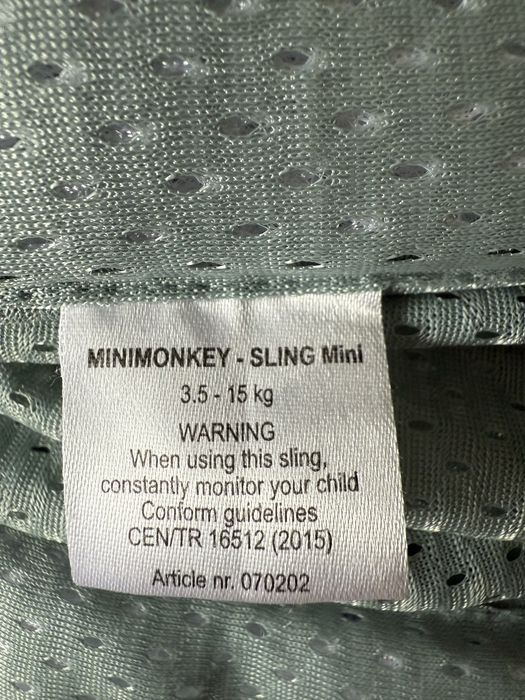 MINIMONKEY - SLING Mini
3.5 - 15 kg
WARNING
When using this sling,
constantly monitor your child
Conform guidelines
CEN/TR 16512 (2015)
Article nr. 070202